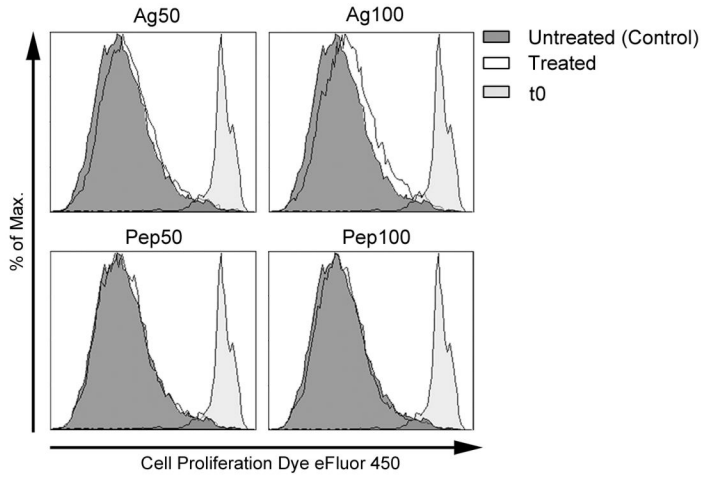 Ag50
Ag100
Untreated (Control)
Treated
t0
% of Max.
Pep50
Pep100
Cell Proliferation Dye eFluor 450